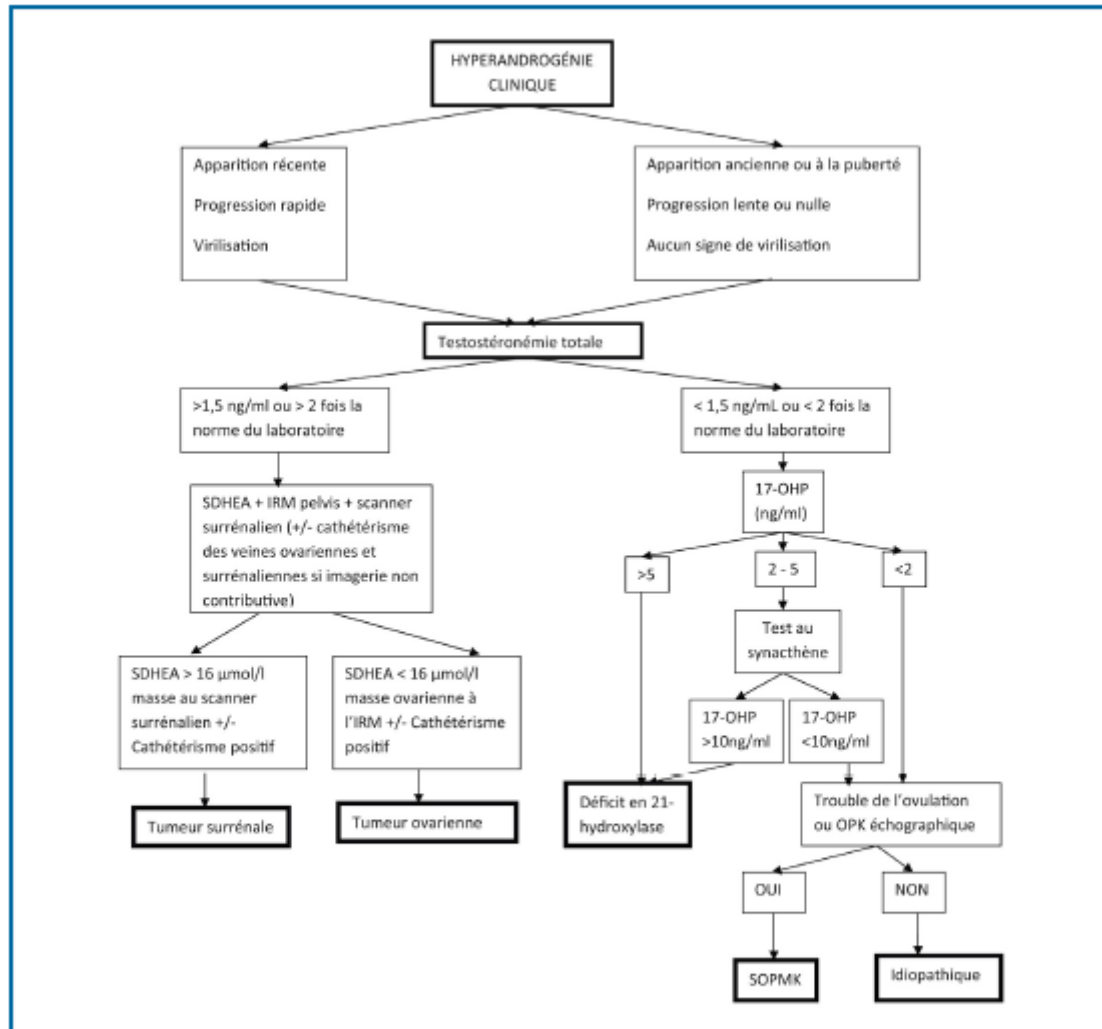 HYPERANDROGÉNIE
CLINIQUE
Apparition récente
Progression rapide
Virilisation
Apparition ancienne ou à la puberté
Progression lente ou nulle
Aucun signe de virilisation
Testostéronémie totale
>1,5 ng/ml ou > 2 fois la
norme du laboratoire
< 1,5 ng/mL ou < 2 fois la
norme du laboratoire
SDHEA + IRM pelvis + scanner
surrénalien (+/- cathétérisme
des veines ovariennes et
surrénaliennes si imagerie non
contributive)
17-OHP
(ng/ml)
>5
2 - 5
<2
Test au
synacthène
SDHEA > 16 µmol/l
masse au scanner
surrénalien +/-
Cathétérisme positif
SDHEA < 16 µmol/l
masse ovarienne à
l'IRM +/- Cathétérisme
positif
17-OHP
>10ng/ml
17-OHP
<10ng/ml
Tumeur surrénale
Tumeur ovarienne
Déficit en 21-
hydroxylase
Trouble de l'ovulation
ou OPK échographique
OUI
NON
SOPMK
Idiopathique